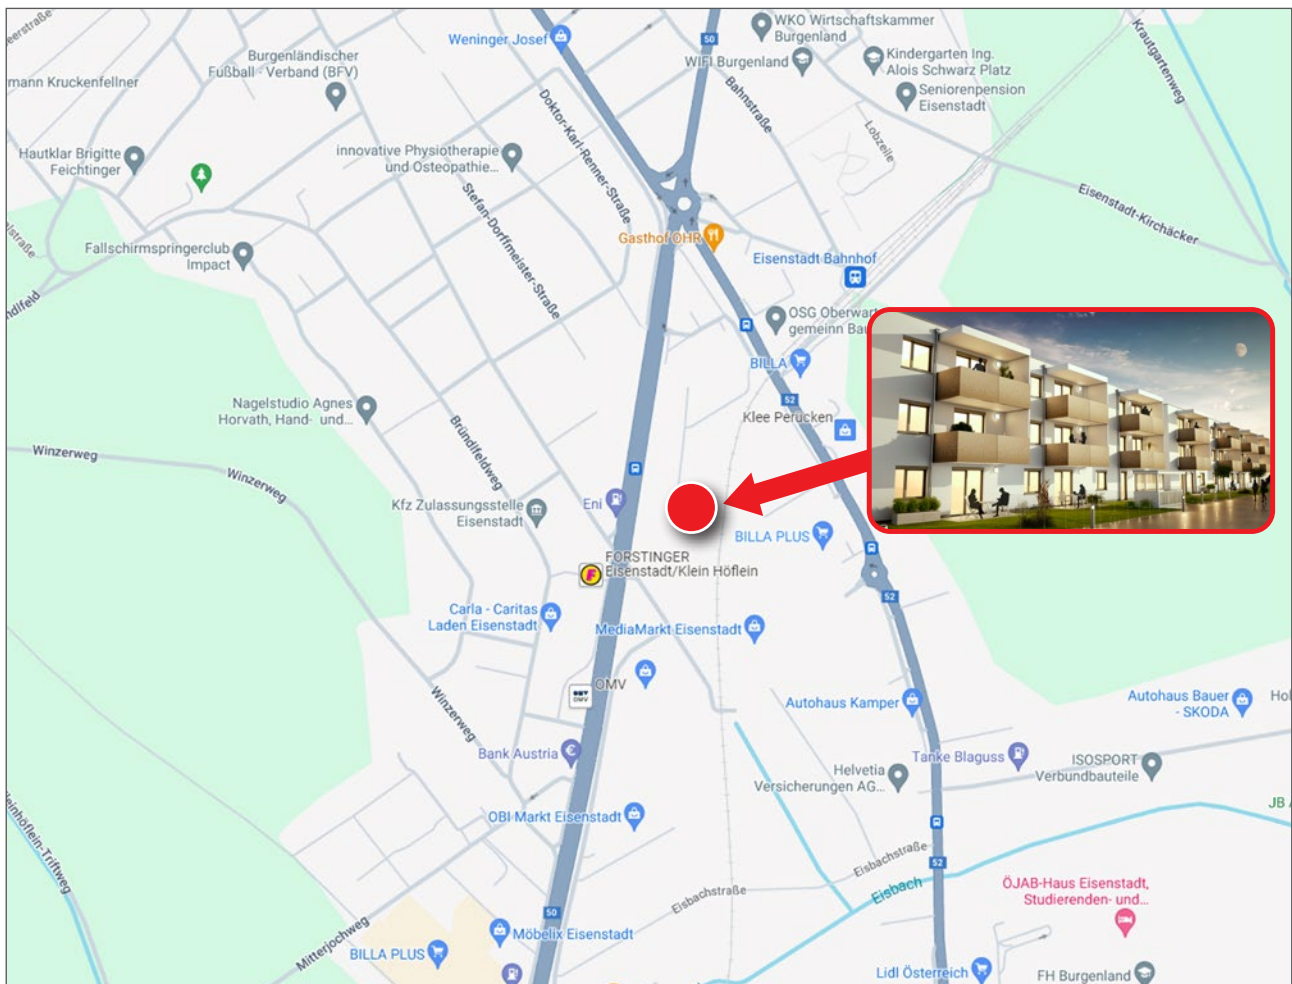 WKO Wirtschaftskammer
Burgenland
50
Weninger Josef
Burgenländischer
Fußball - Verband (BFV)
WIFI Burgenland
Kindergarten Ing.
Alois Schwarz Platz
Krautgartenweg
mann Kruckenfellner
Bahnstraße
Seniorenpension
Eisenstadt
Doktor-Karl-Renner-Straße
Lobzeile
Hautklar Brigitte
Feichtinger
innovative Physiotherapie
und Osteopathie...
Stefan-Dorffmeister-Straße
Eisenstadt-Kirchäcker
Gasthof OHR
Fallschirmspringerclub
Impact
Eisenstadt Bahnhof
ndlfeld
OSG Oberwart
gemeinn Bau
BILLA
52
Nagelstudio Agnes
Horvath, Hand- und...
Klee Perücken
Bründlfeldweg
Winzerweg
Winzerweg
Kfz Zulassungsstelle
Eisenstadt
Eni
BILLA PLUS
FORSTINGER
Eisenstadt/Klein Höflein
F
52
Carla - Caritas
Laden Eisenstadt
MediaMarkt Eisenstadt
OMV
OMV
Winzerweg
Autohaus Kamper
Autohaus Bauer
- SKODA
Hol
Bank Austria
Tanke Blaguss
Helvetia
Versicherungen AG...
ISOSPORT
Verbundbauteile
JB A
OBI Markt Eisenstadt
einhöflein-Triftweg
Eisbachstraße
52
Eisbach
Eisbachstraße
ÖJAB-Haus Eisenstadt,
Studierenden- und...
50
Mitterjochweg
Möbelix Eisenstadt
BILLA PLUS
Lidl Österreich
FH Burgenland